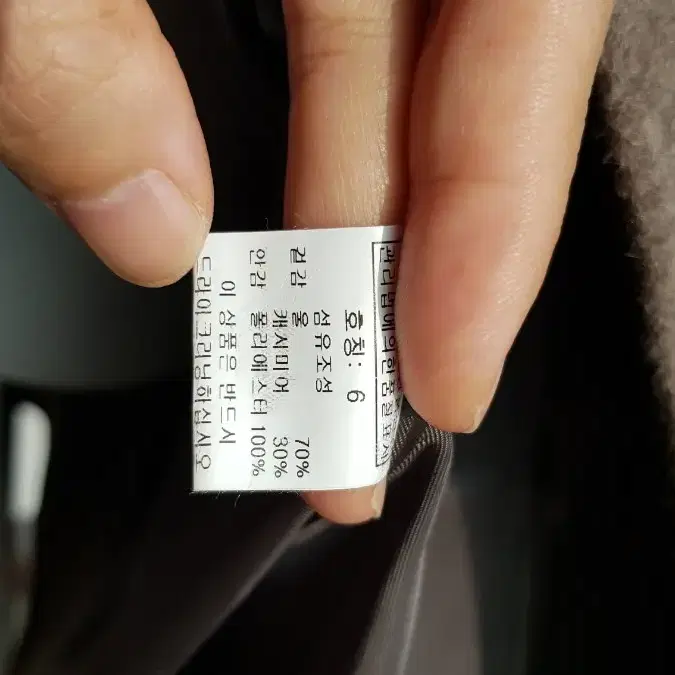 호칭: 6
섬유조성
겉감 울 70%
캐시미어 30%
안감 폴리에스터 100%
이 상품은 반드시
드라이크리닝하십시오